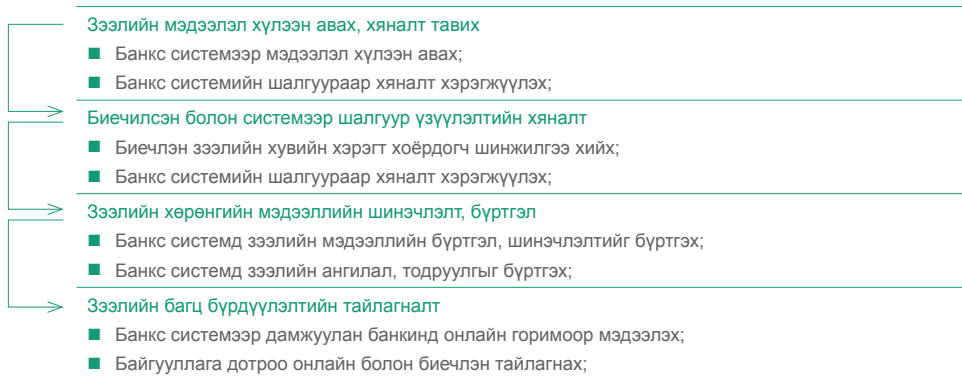 Зээлийн мэдээлэл хүлээн авах, хяналт тавих
Банкс системээр мэдээлэл хүлээн авах;
Банкс системийн шалгуураар хяналт хэрэгжүүлэх;
Биечилсэн болон системээр шалгуур үзүүлэлтийн хяналт
Биечлэн зээлийн хувийн хэрэгт хоёрдогч шинжилгээ хийх;
Банкс системийн шалгуураар хяналт хэрэгжүүлэх;
Зээлийн хөрөнгийн мэдээллийн шинэчлэлт, бүртгэл
Банкс системд зээлийн мэдээллийн бүртгэл, шинэчлэлтийг бүртгэх;
Банкс системд зээлийн ангилал, тодруулгыг бүртгэх;
Зээлийн багц бүрдүүлэлтийн тайлагналт
Банкс системээр дамжуулан банкинд онлайн горимоор мэдээлэх;
Байгууллага дотроо онлайн болон биечлэн тайлагнах;